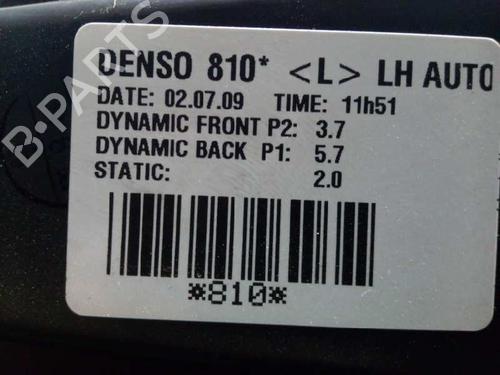 DENSO 810* <L> LH AUTO
DATE: 02.07.09 TIME: 11h51
DYNAMIC FRONT P2: 3.7
DYNAMIC BACK P1: 5.7
STATIC: 2.0
*810*
B-PARTS